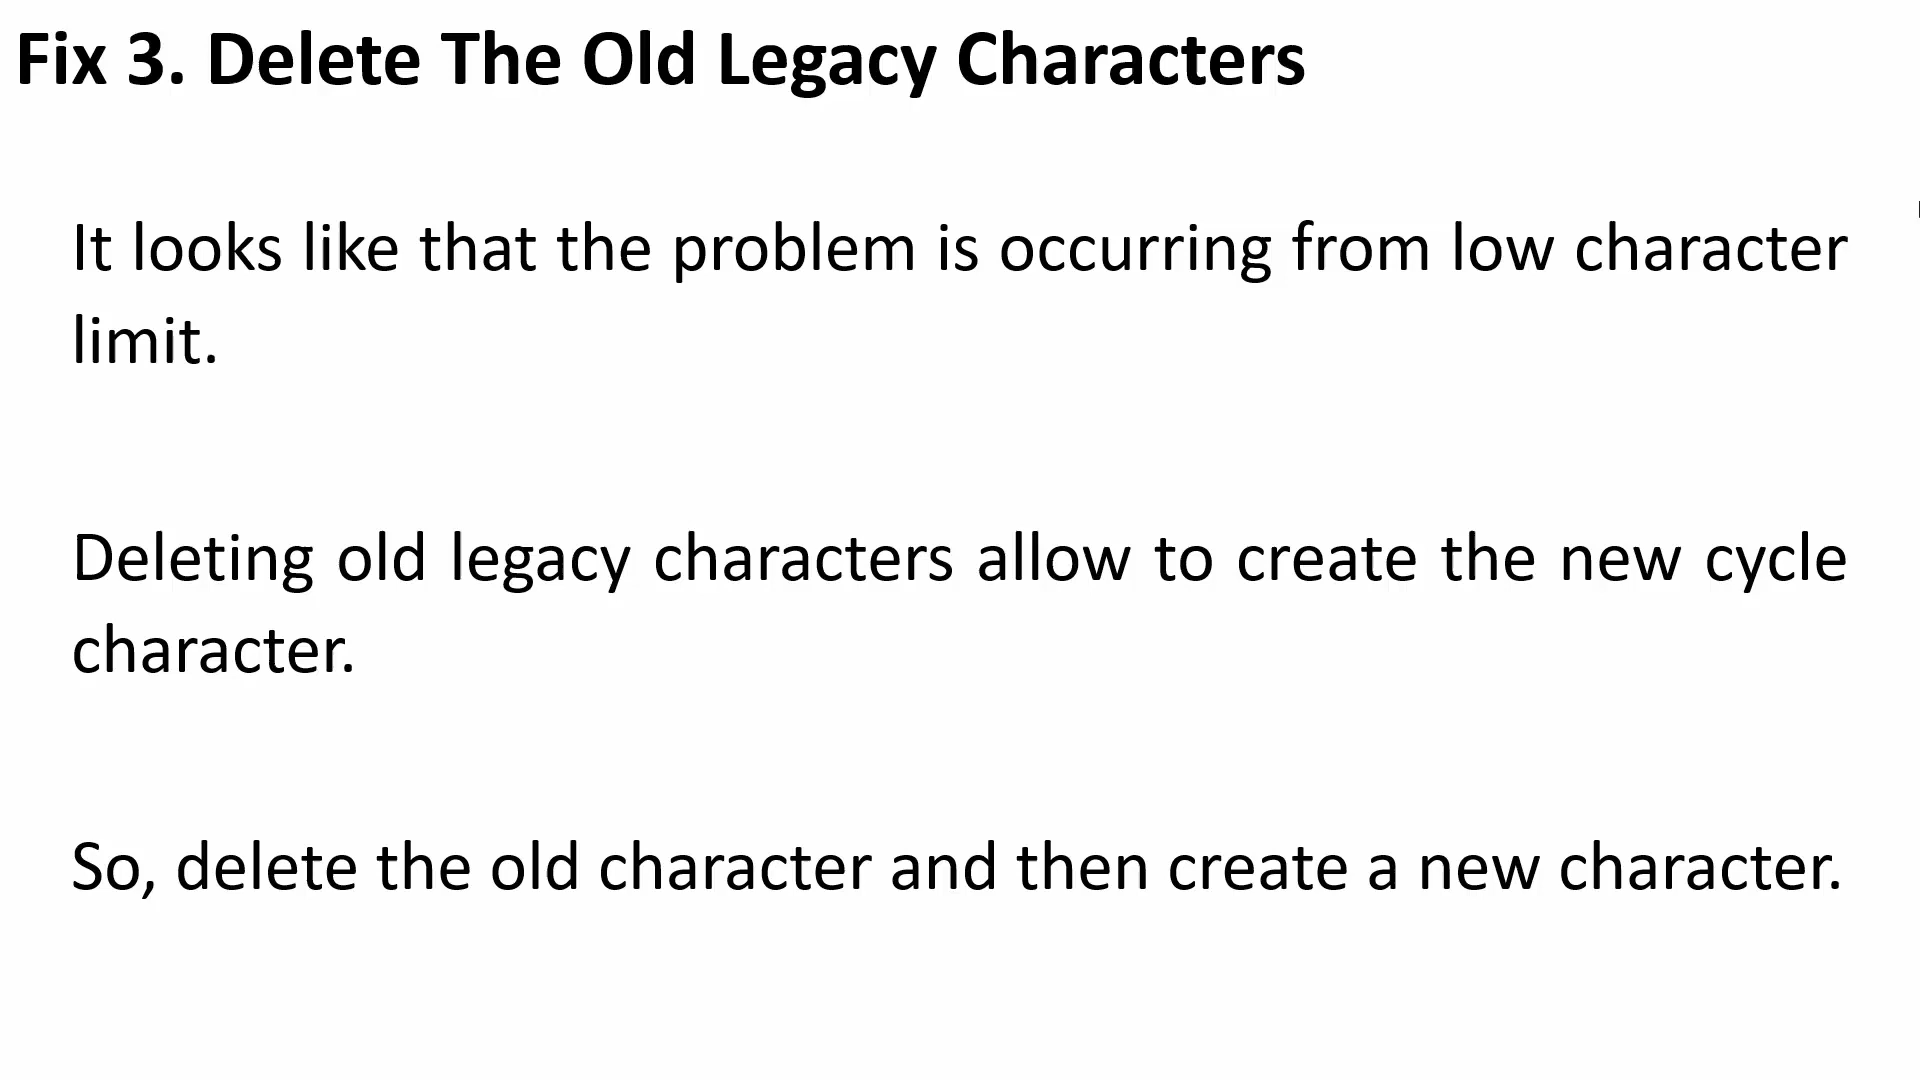 Fix 3. Delete The Old Legacy Characters
It looks like that the problem is occurring from low character
limit.
Deleting old legacy characters allow to create the new cycle
character.
So, delete the old character and then create a new character.